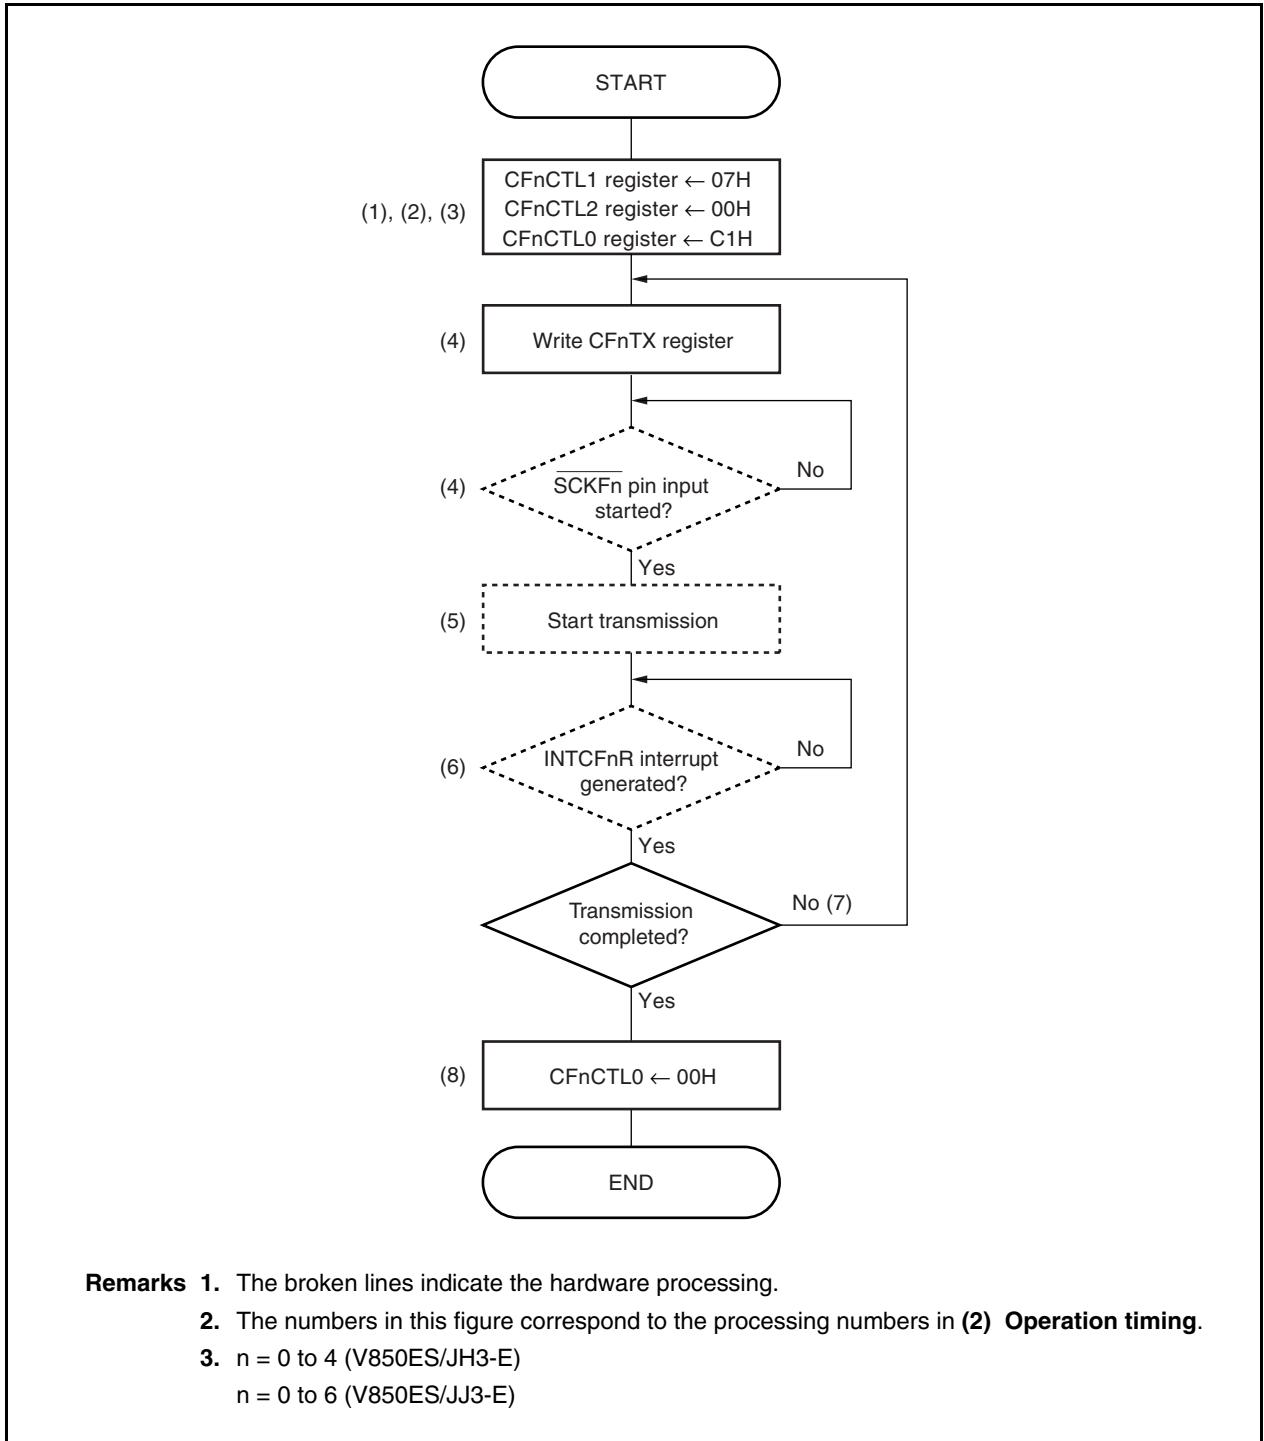 START
(1), (2), (3)
CFnCTL1 register ← 07H
CFnCTL2 register ← 00H
CFnCTL0 register ← C1H
(4)
Write CFnTX register
(4)
SCKFn pin input
started?
No
Yes
(5)
Start transmission
(6)
INTCFnR interrupt
generated?
No
Yes
Transmission
completed?
No (7)
Yes
(8)
CFnCTL0 ← 00H
END
Remarks 1. The broken lines indicate the hardware processing.
2. The numbers in this figure correspond to the processing numbers in (2) Operation timing.
3. n = 0 to 4 (V850ES/JH3-E)
n = 0 to 6 (V850ES/JJ3-E)